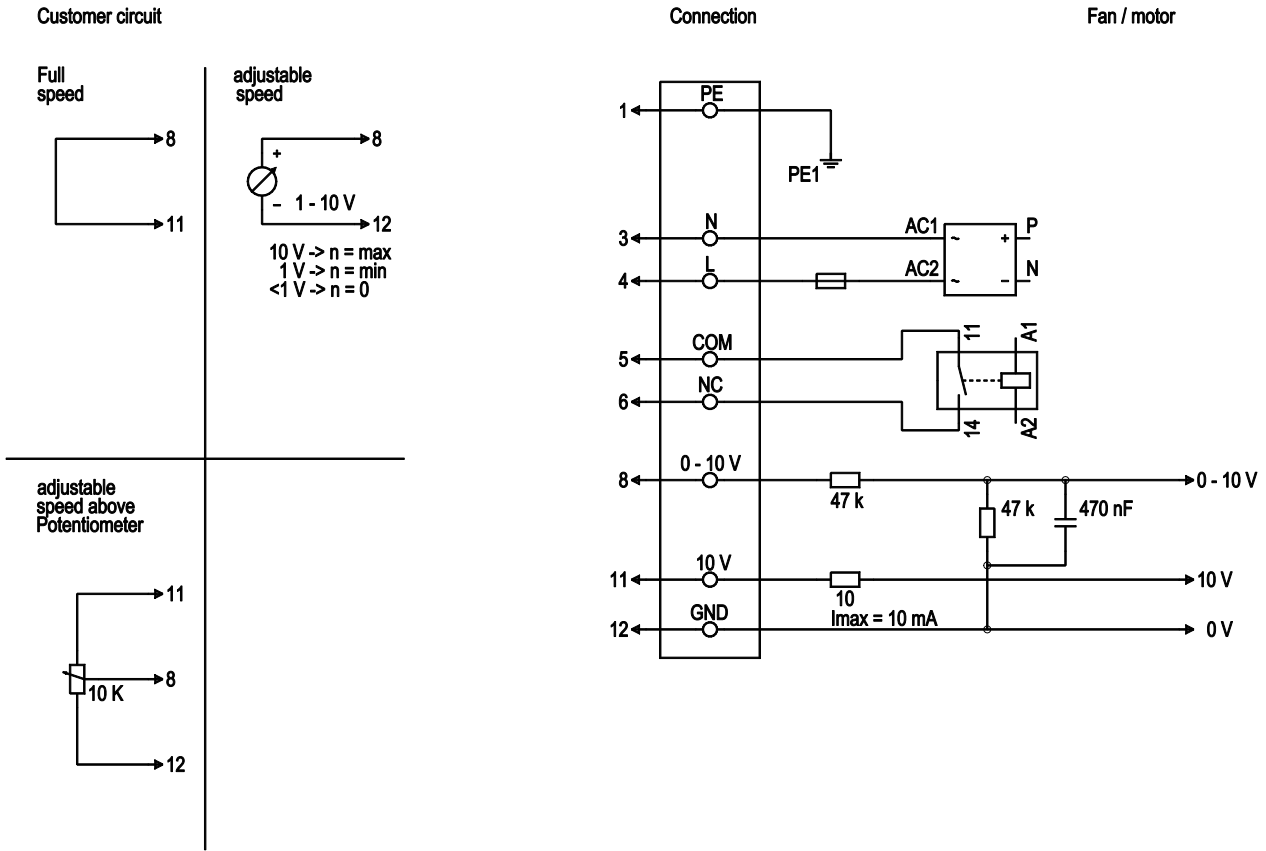 Customer circuit
Connection
Fan / motor
Full
speed
8
11
adjustable
speed
8
+
–
1 - 10 V
12
10 V -> n = max
1 V -> n = min
<1 V -> n = 0
adjustable
speed above
Potentiometer
11
8
10 K
12
PE
1
PE1
N
3
AC1
~
+
P
L
4
AC2
~
–
N
COM
5
11
A1
NC
6
14
A2
0 - 10 V
8
47 k
0 - 10 V
47 k
470 nF
10 V
11
10
10 V
Imax = 10 mA
GND
12
0 V